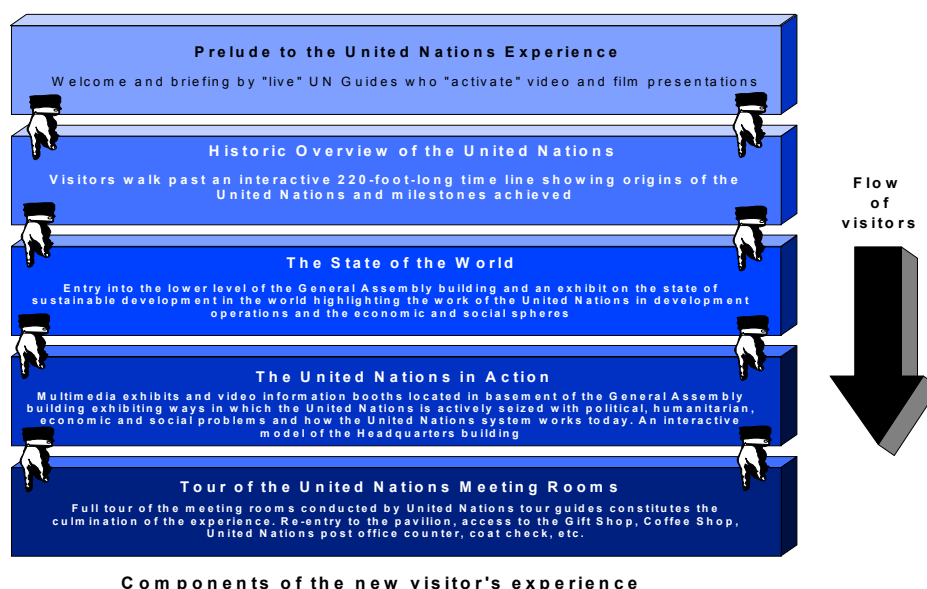 Prelude to the United Nations Experience
Welcome and briefing by "live" UN Guides who "activate" video and film presentations
Historic Overview of the United Nations
Visitors walk past an interactive 220-foot-long time line showing origins of the
United Nations and milestones achieved
The State of the World
Entry into the lower level of the General Assembly building and an exhibit on the state of
sustainable development in the world highlighting the work of the United Nations in development
operations and the economic and social spheres
The United Nations in Action
Multimedia exhibits and video information booths located in basement of the General Assembly
building exhibiting ways in which the United Nations is actively seized with political, humanitarian,
economic and social problems and how the United Nations system works today. An interactive
model of the Headquarters building
Tour of the United Nations Meeting Rooms
Full tour of the meeting rooms conducted by United Nations tour guides constitutes the
culmination of the experience. Re-entry to the pavilion, access to the Gift Shop, Coffee Shop,
United Nations post office counter, coat check, etc.
Flow
of
visitors
Components of the new visitor's experience